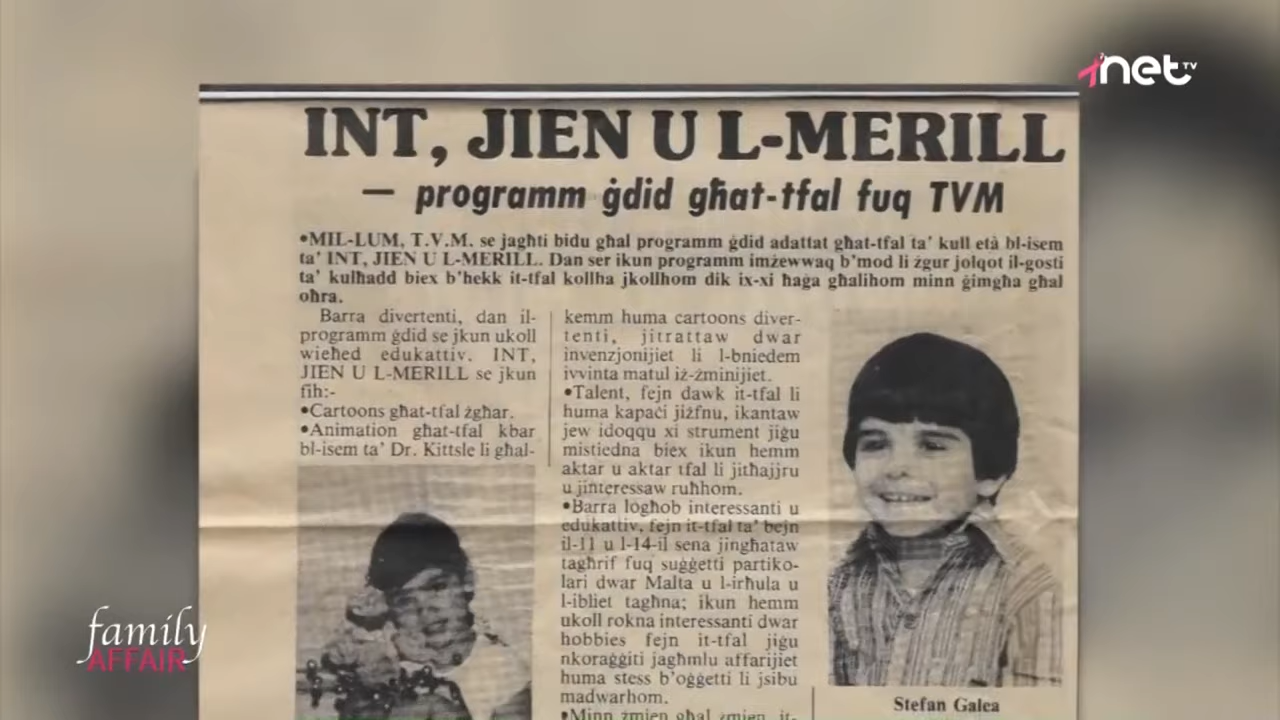 net TV
INT, JIEN U L-MERILL
— programm ġdid għat-tfal fuq TVM
•MIL-LUM, T.V.M. se jagħti bidu għal programm ġdid adattat għat-tfal ta' kull età bl-isem
ta' INT, JIEN U L-MERILL. Dan ser ikun programm imżewwaq b'mod li żgur jolqot il-gosti
ta' kulħadd biex b'hekk it-tfal kollha jkollhom dik ix-xi ħaġa għalihom minn ġimgħa għal
oħra.
Barra divertenti, dan il-
programm ġdid se jkun ukoll
wieħed edukattiv. INT,
JIEN U L-MERILL se jkun
fih:-
•Cartoons għat-tfal żgħar.
•Animation għat-tfal kbar
bl-isem ta' Dr. Kittsle li għal-
kemm huma cartoons diver-
tenti, jitrattaw dwar
invenzjonijiet li l-bniedem
ivvinta matul iż-żminijiet.
•Talent, fejn dawk it-tfal li
huma kapaċi jiżfnu, ikantaw
jew idoqqu xi strument jiġu
mistiedna biex ikun hemm
aktar u aktar tfal li jitħajjru
u jinteressaw ruħhom.
•Barra logħob interessanti u
edukattiv, fejn it-tfal ta' bejn
il-11 u l-14-il sena jingħataw
tagħrif fuq suġġetti partiko-
lari dwar Malta u l-irħula u
l-ibliet tagħna; ikun hemm
ukoll rokna interessanti dwar
hobbies fejn it-tfal jiġu
nkoraġġiti jagħmlu affarijiet
huma stess b'oġġetti li jsibu
madwarhom.
•Minn żmien għal żmien, it-
Stefan Galea
family
AFFAIR